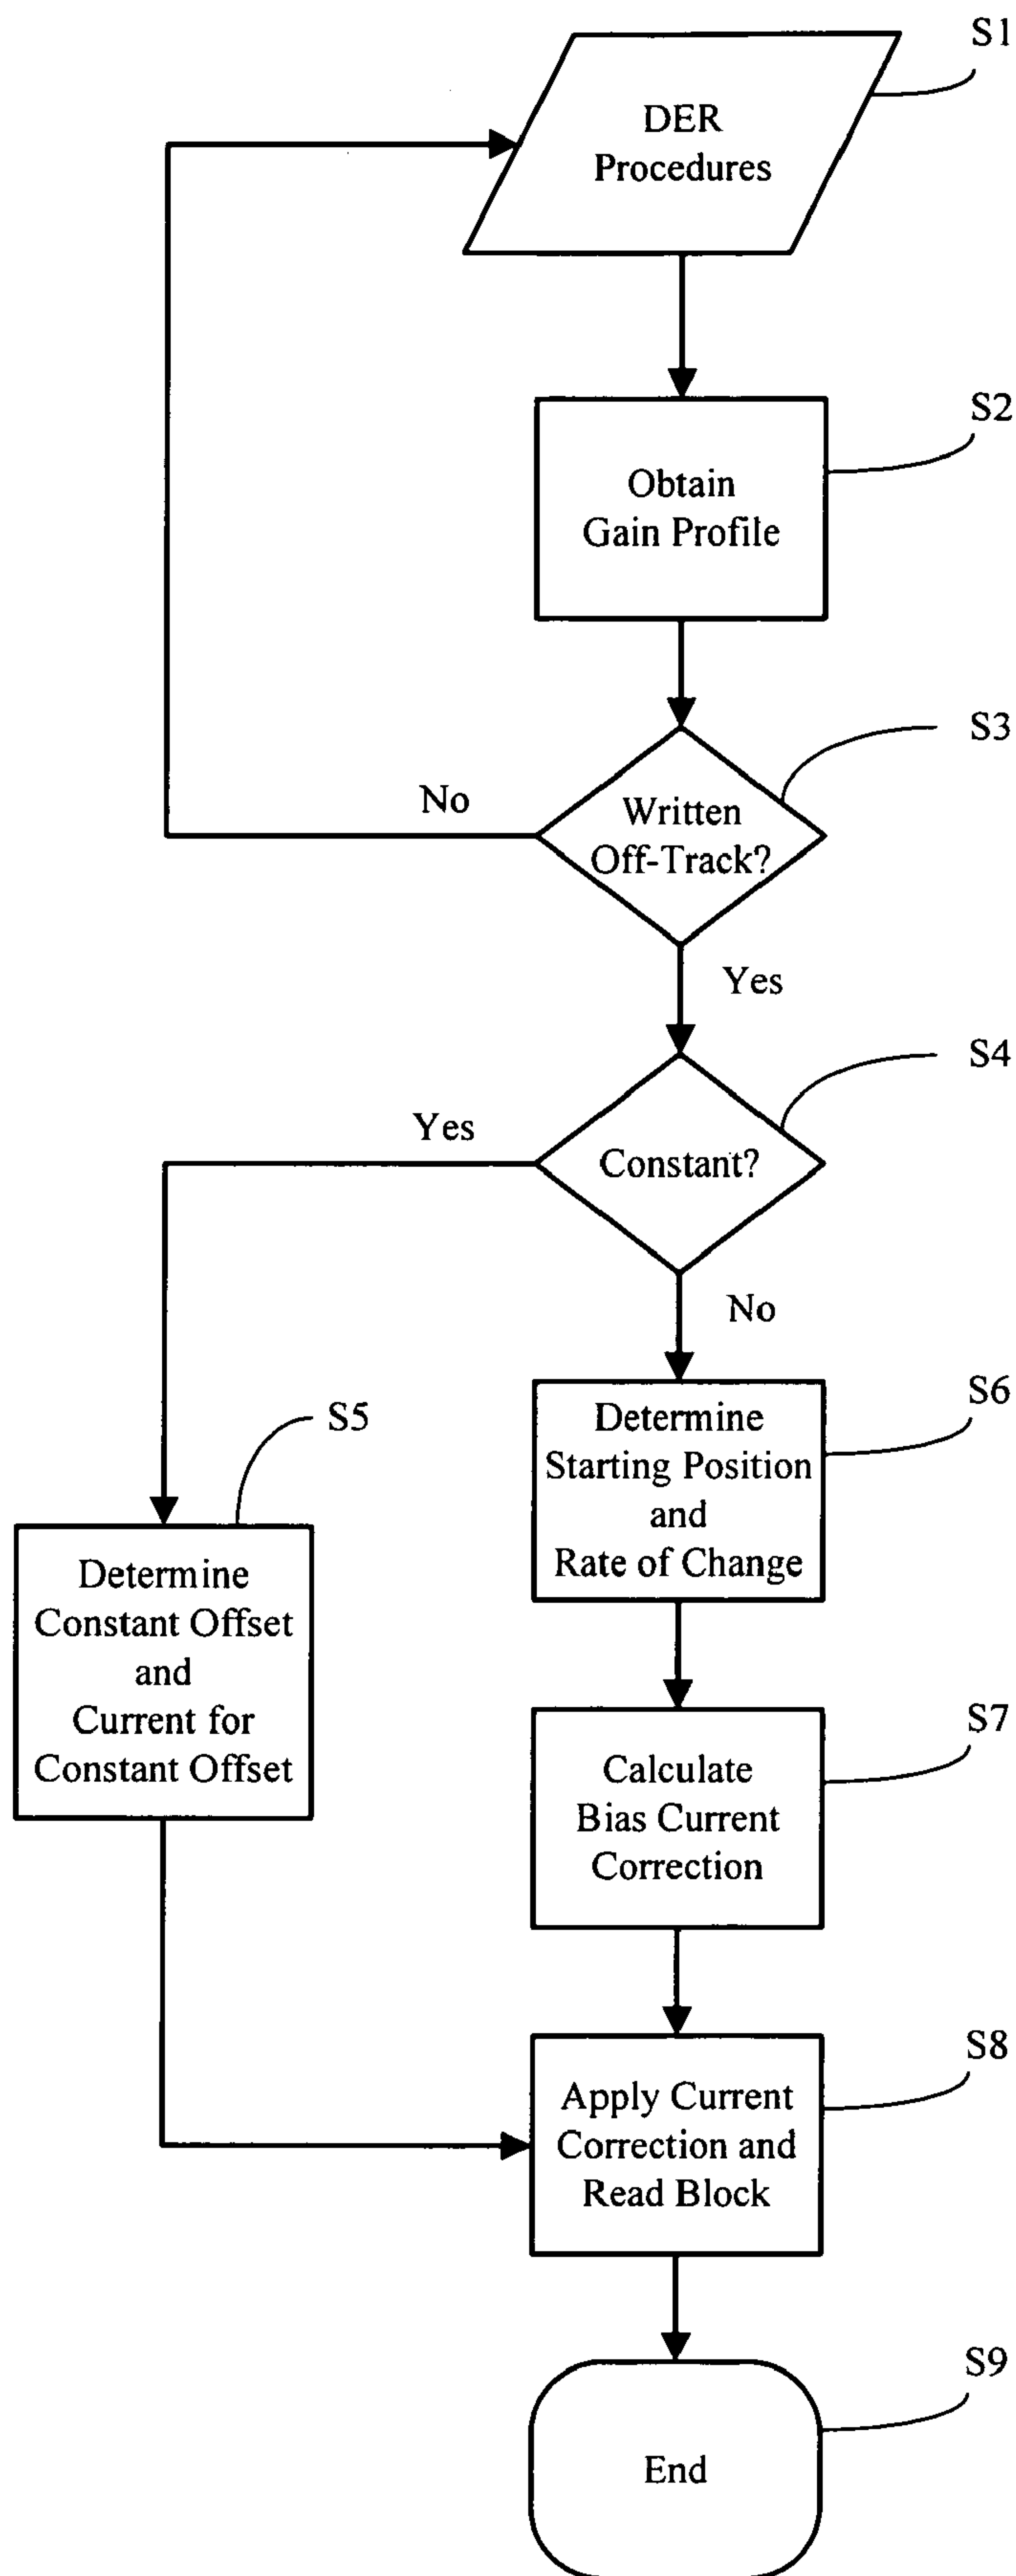 S1
DER
Procedures
S2
Obtain
Gain Profile
S3
No
Written
Off-Track?
Yes
S4
Yes
Constant?
No
S6
Determine
Starting Position
and
Rate of Change
S5
Determine
Constant Offset
and
Current for
Constant Offset
S7
Calculate
Bias Current
Correction
S8
Apply Current
Correction and
Read Block
S9
End